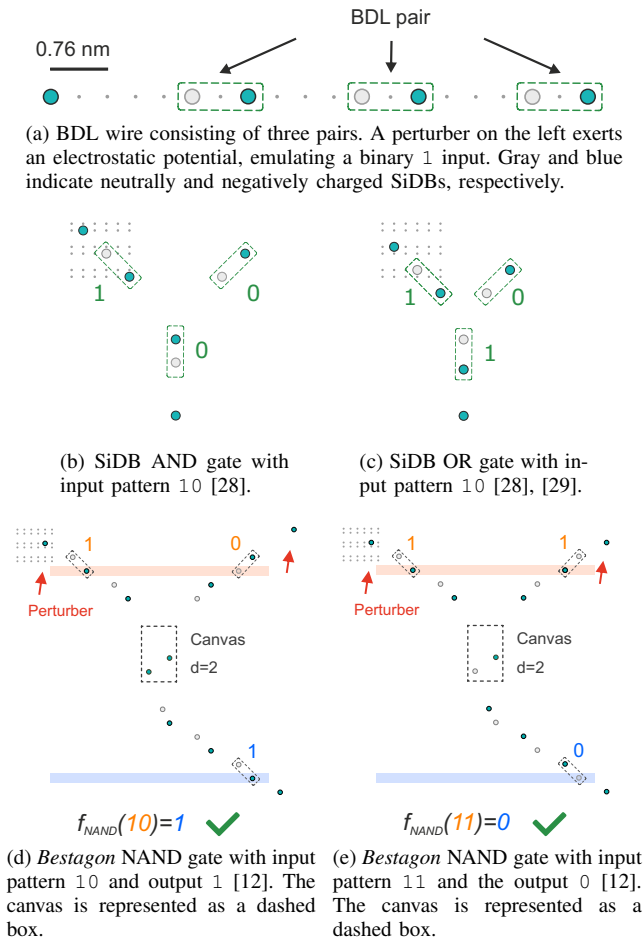 BDL pair
0.76 nm
(a) BDL wire consisting of three pairs. A perturber on the left exerts
an electrostatic potential, emulating a binary 1 input. Gray and blue
indicate neutrally and negatively charged SiDBs, respectively.
1
0
0
1
0
1
(b) SiDB AND gate with
input pattern 10 [28].
(c) SiDB OR gate with in-
put pattern 10 [28], [29].
1
0
Perturber
Canvas
d=2
1
fNAND(10)=1
1
1
Perturber
Canvas
d=2
0
fNAND(11)=0
(d) Bestagon NAND gate with input
pattern 10 and output 1 [12]. The
canvas is represented as a dashed
box.
(e) Bestagon NAND gate with input
pattern 11 and the output 0 [12].
The canvas is represented as a
dashed box.